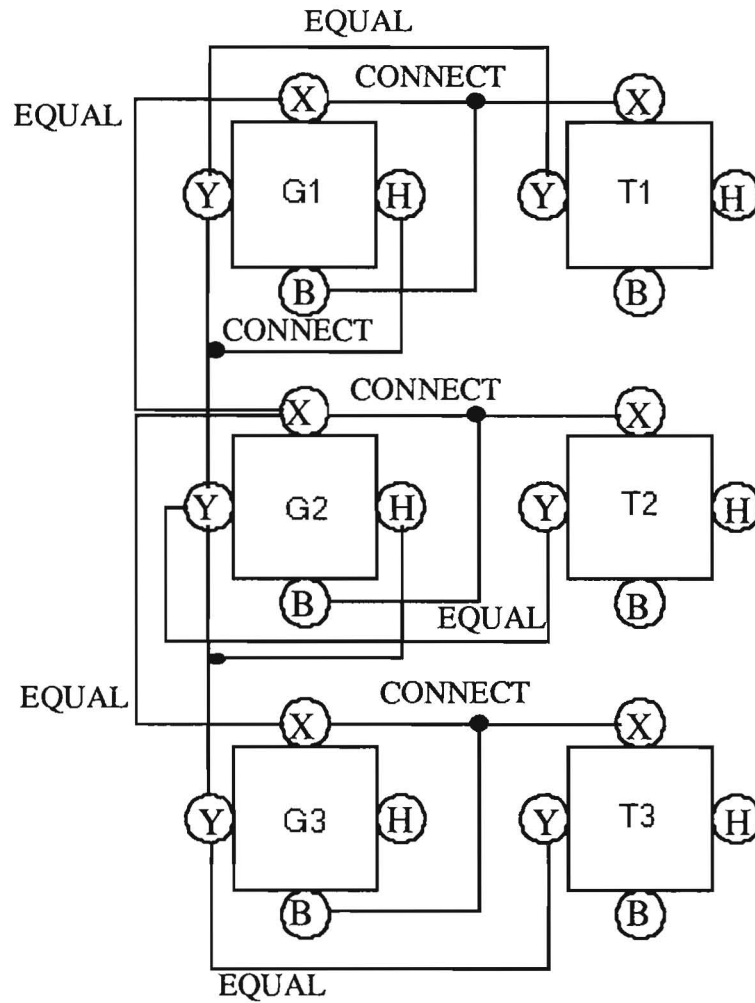 EQUAL
CONNECT
X X
EQUAL
Y G1 H Y T1 H
B B
CONNECT
CONNECT
X X
Y G2 H Y T2 H
B B
EQUAL
CONNECT
EQUAL
X X
Y G3 H Y T3 H
B B
EQUAL